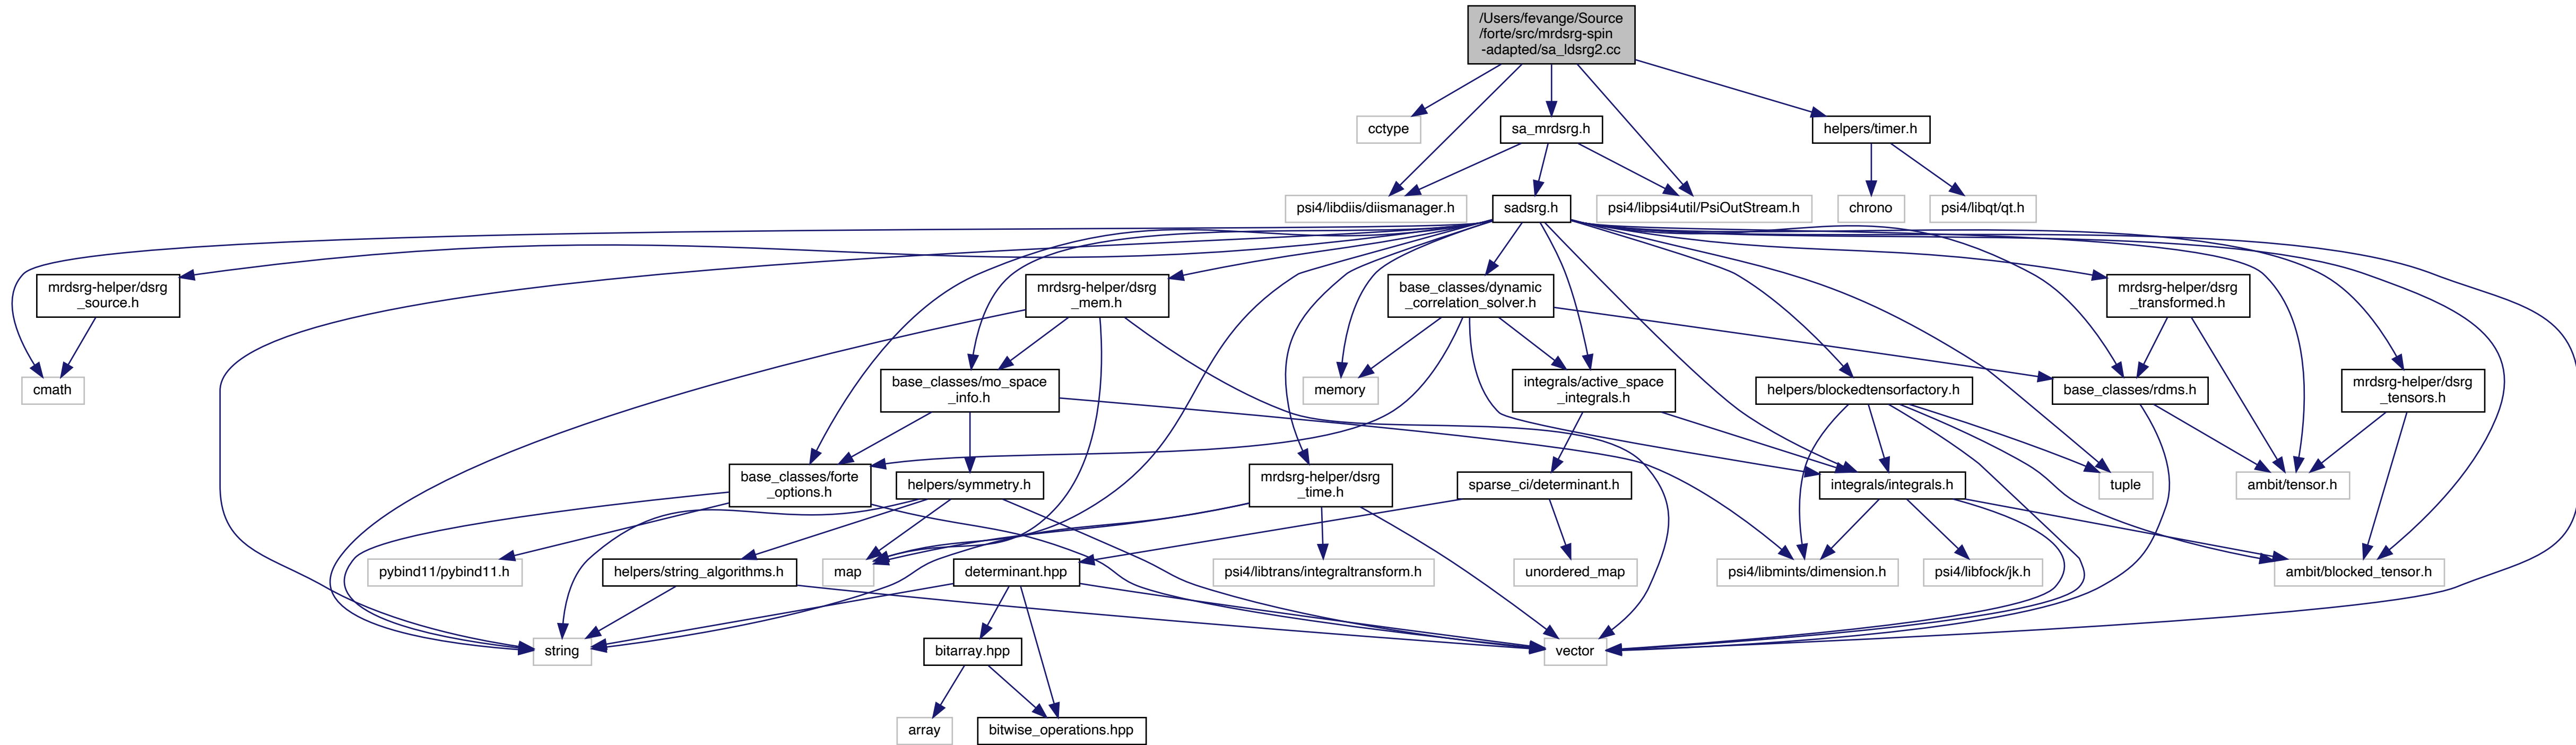 /Users/fevange/Source
/forte/src/mrdsrg-spin
-adapted/sa_ldsrg2.cc
cctype
sa_mrdsrg.h
helpers/timer.h
psi4/libdiis/diismanager.h
sadsrg.h
psi4/libpsi4util/PsiOutStream.h
chrono
psi4/libqt/qt.h
mrdsrg-helper/dsrg
_source.h
mrdsrg-helper/dsrg
_mem.h
base_classes/dynamic
_correlation_solver.h
mrdsrg-helper/dsrg
_transformed.h
cmath
base_classes/mo_space
_info.h
memory
integrals/active_space
_integrals.h
helpers/blockedtensorfactory.h
base_classes/rdms.h
mrdsrg-helper/dsrg
_tensors.h
base_classes/forte
_options.h
helpers/symmetry.h
mrdsrg-helper/dsrg
_time.h
sparse_ci/determinant.h
integrals/integrals.h
tuple
ambit/tensor.h
pybind11/pybind11.h
helpers/string_algorithms.h
map
determinant.hpp
psi4/libtrans/integraltransform.h
unordered_map
psi4/libmints/dimension.h
psi4/libfock/jk.h
ambit/blocked_tensor.h
string
bitarray.hpp
vector
array
bitwise_operations.hpp